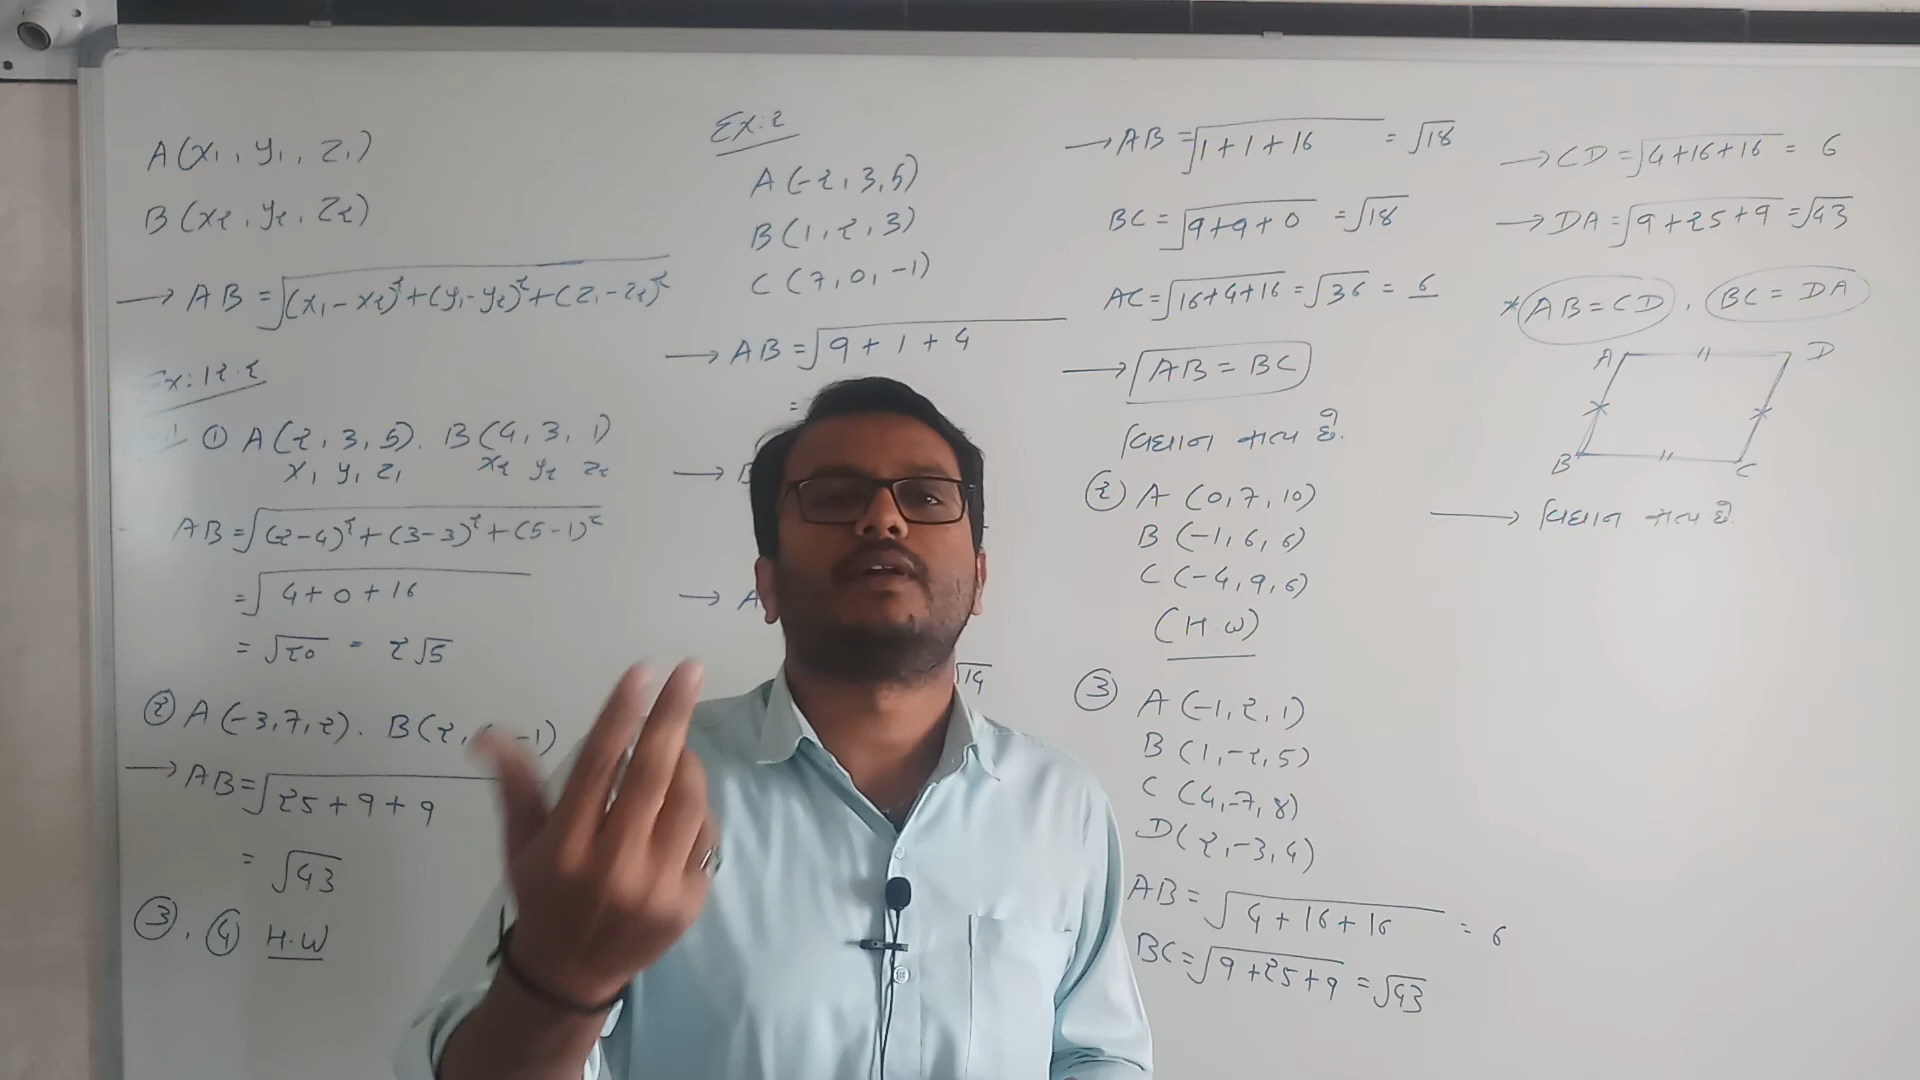 A(x₁, y₁, z₁)
B(x₂, y₂, z₂)
→ AB = √(x₁-x₂)²+(y₁-y₂)²+(z₁-z₂)²
Ex: 12.2
① A(2, 3, 5). B(4, 3, 1)
x₁ y₁ z₁ x₂ y₂ z₂
AB = √(2-4)²+(3-3)²+(5-1)²
= √4+0+16
= √20 = 2√5
② A(-3,7,2). B(2, -1)
→ AB = √25+9+9
= √43
③, ④ H.W
Ex:2
A(-2,3,5)
B(1,2,3)
C(7,0,-1)
→ AB = √9+1+4
=
→
→ A
√14
→ AB = √1+1+16 = √18
BC = √9+9+0 = √18
AC = √16+4+16 = √36 = 6
→ AB = BC
વિધાન સત્ય છે.
② A (0,7,10)
B (-1,6,6)
C (-4,9,6)
(H.W)
③ A (-1,2,1)
B (1,-2,5)
C (4,-7,8)
D(2,-3,4)
AB = √4+16+16 = 6
BC = √9+25+9 = √43
→ CD = √4+16+16 = 6
→ DA = √9+25+9 = √43
* AB = CD, BC = DA
A D
B C
→ વિધાન સત્ય છે.